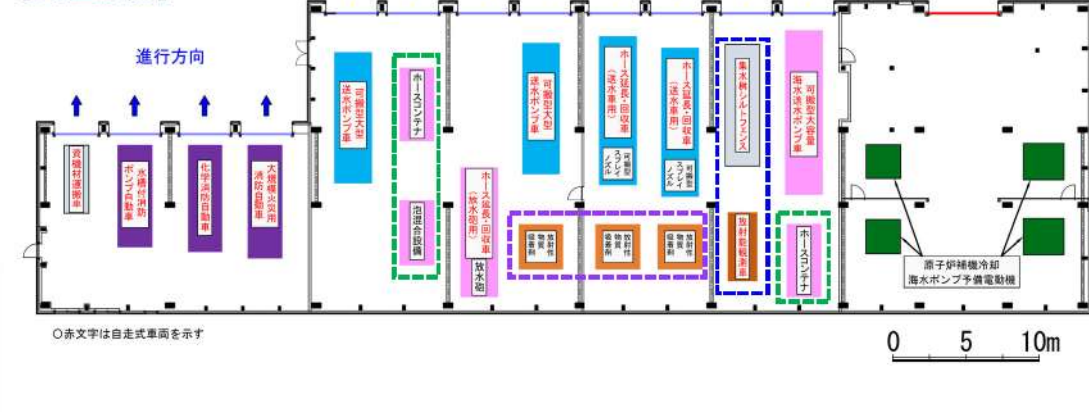 進行方向
資機材運搬車
水槽付消防
ポンプ自動車
化学消防自動車
大規模火災用
消防自動車
可搬型大型
送水ポンプ車
ホースコンテナ
泡混合設備
ホース延長・回収車
(放水砲用)
放水砲
可搬型大型
送水ポンプ車
放射性
物質
吸着剤
ホース延長・回収車
(送水車用)
可搬型
スプレイ
ノズル
放射性
物質
吸着剤
ホース延長・回収車
(送水車用)
可搬型
スプレイ
ノズル
放射性
物質
吸着剤
集水桝シルトフェンス
放射能観測車
可搬型大容量
海水送水ポンプ車
ホースコンテナ
原子炉補機冷却
海水ポンプ予備電動機
○赤文字は自走式車両を示す
0 5 10m